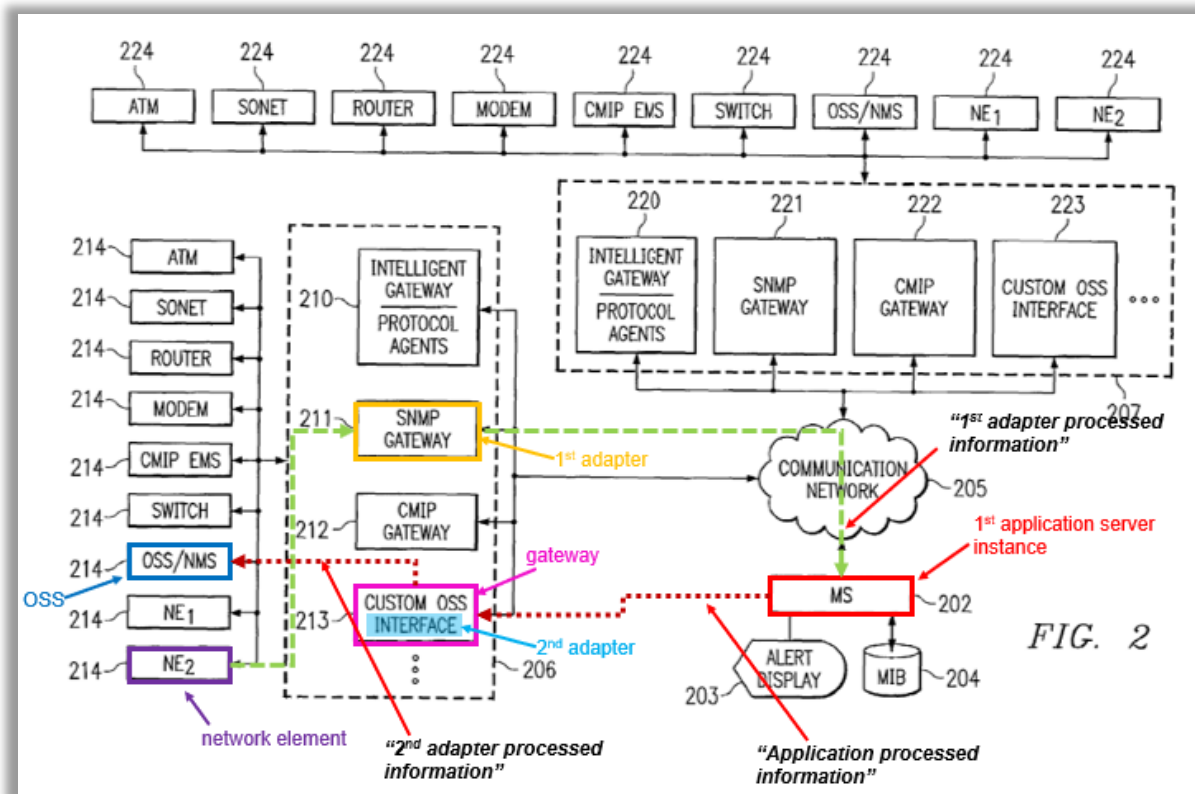 224 224 224 224 224 224 224 224 224
ATM SONET ROUTER MODEM CMIP EMS SWITCH OSS/NMS NE1 NE2
220 221 222 223
INTELLIGENT GATEWAY PROTOCOL AGENTS
SNMP GATEWAY
CMIP GATEWAY
CUSTOM OSS INTERFACE
207
214 ATM
214 SONET
214 ROUTER
214 MODEM
214 CMIP EMS
214 SWITCH
214 OSS/NMS
OSS
214 NE1
214 NE2
network element
210
INTELLIGENT
GATEWAY
PROTOCOL
AGENTS
211
SNMP
GATEWAY
1st adapter
212
CMIP
GATEWAY
gateway
213
CUSTOM OSS
INTERFACE
2nd adapter
206
"2nd adapter processed
information"
"1st adapter processed
information"
COMMUNICATION
NETWORK
205
1st application server
instance
MS
202
ALERT
DISPLAY
203
MIB
204
FIG. 2
"Application processed
information"